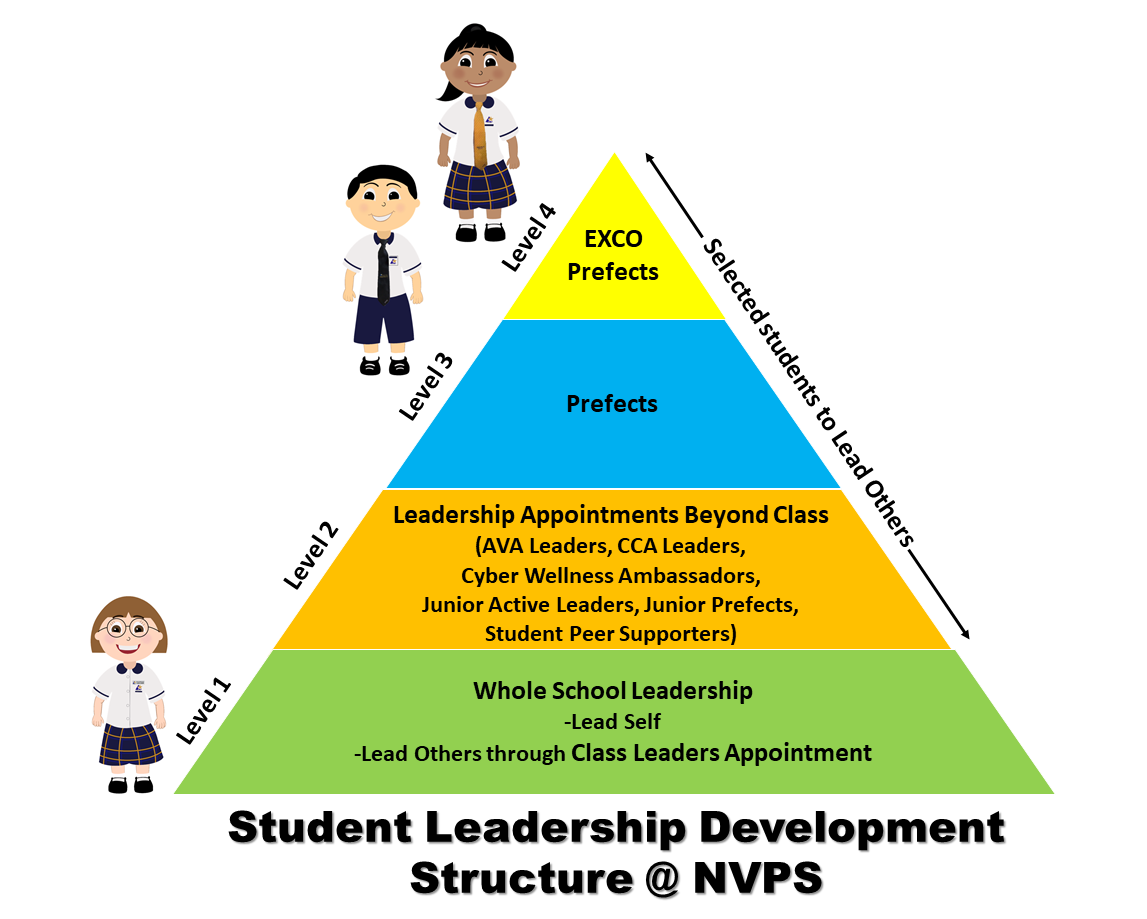 Level 4
EXCO
Prefects
Selected students to Lead Others
Level 3
Prefects
Level 2
Leadership Appointments Beyond Class
(AVA Leaders, CCA Leaders,
Cyber Wellness Ambassadors,
Junior Active Leaders, Junior Prefects,
Student Peer Supporters)
Level 1
Whole School Leadership
-Lead Self
-Lead Others through Class Leaders Appointment
Student Leadership Development
Structure @ NVPS